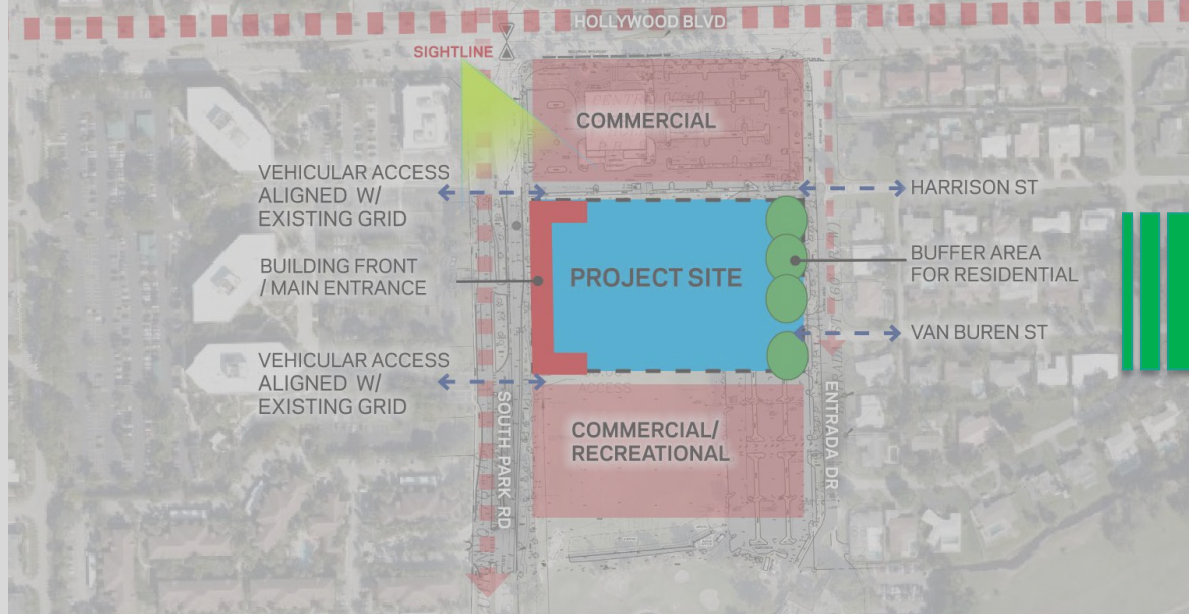 HOLLYWOOD BLVD
SIGHTLINE
COMMERCIAL
VEHICULAR ACCESS
ALIGNED W/
EXISTING GRID
HARRISON ST
BUILDING FRONT
/ MAIN ENTRANCE
PROJECT SITE
BUFFER AREA
FOR RESIDENTIAL
VAN BUREN ST
VEHICULAR ACCESS
ALIGNED W/
EXISTING GRID
ACCESS
SOUTH PARK RD
COMMERCIAL/
RECREATIONAL
ENTRADA DR